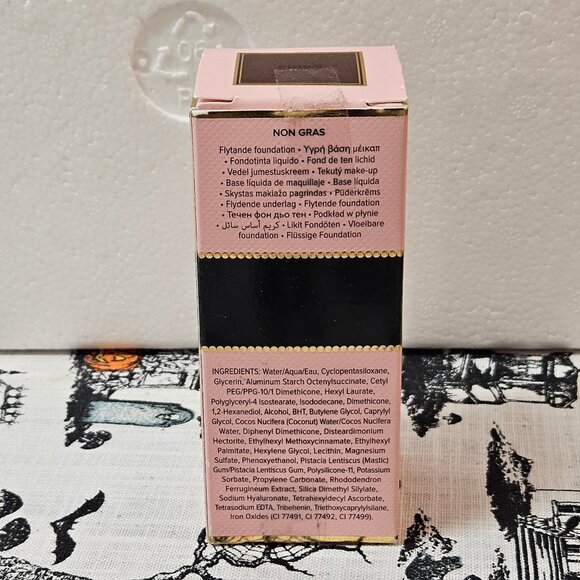 NON GRAS
Flytande foundation • Υγρή βάση μέικαπ
• Fondotinta liquido • Fond de ten lichid
• Vedel jumestuskreem • Tekutý make-up
• Base líquida de maquillaje • Base líquida
• Skystas makiažo pagrindas • Púderkrēms
• Flydende underlag • Flytende foundation
• Течен фон дьо тен • Podkład w płynie
• كريم أساس سائل • Likit Fondöten • Vloeibare
foundation • Flüssige Foundation
INGREDIENTS: Water/Aqua/Eau, Cyclopentasiloxane,
Glycerin, Aluminum Starch Octenylsuccinate, Cetyl
PEG/PPG-10/1 Dimethicone, Hexyl Laurate,
Polyglyceryl-4 Isostearate, Isododecane, Dimethicone,
1,2-Hexanediol, Alcohol, BHT, Butylene Glycol, Caprylyl
Glycol, Cocos Nucifera (Coconut) Water/Cocos Nucifera
Water, Diphenyl Dimethicone, Disteardimonium
Hectorite, Ethylhexyl Methoxycinnamate, Ethylhexyl
Palmitate, Hexylene Glycol, Lecithin, Magnesium
Sulfate, Phenoxyethanol, Pistacia Lentiscus (Mastic)
Gum/Pistacia Lentiscus Gum, Polysilicone-11, Potassium
Sorbate, Propylene Carbonate, Rhododendron
Ferrugineum Extract, Silica Dimethyl Silylate,
Sodium Hyaluronate, Tetrahexyldecyl Ascorbate,
Tetrasodium EDTA, Tribehenin, Triethoxycaprylylsilane,
Iron Oxides (CI 77491, CI 77492, CI 77499).